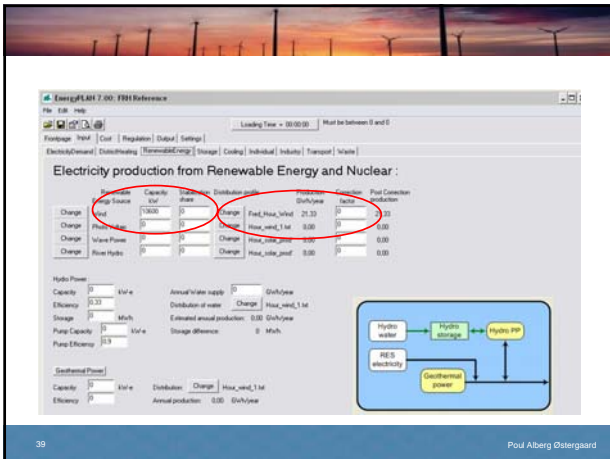 EnergyPLAN 7.00: FRH Reference
File Edit Help
Loading Time = 00:00:00 Must be between 0 and 0
Frontpage Input Cost Regulation Output Settings
ElectricityDemand DistrictHeating RenewableEnergy Storage Cooling Individual Industry Transport Waste
Electricity production from Renewable Energy and Nuclear :
Renewable Energy Source Capacity: kW Stabilisation share Distribution profile Production GWh/year Correction factor Post Correction production
Change Wind 10600 0 Change Fred_Hour_Wind 21.33 0 21.33
Change Photo Voltaic 0 0 Change Hour_wind_1.txt 0,00 0 0,00
Change Wave Power 0 0 Change Hour_solar_prod 0,00 0 0,00
Change River Hydro 0 0 Change Hour_solar_prod 0,00 0 0,00
Hydro Power:
Capacity 0 kW-e Annual Water supply 0 GWh/year
Efficiency 0.33 Distribution of water Change Hour_wind_1.txt
Storage 0 MWh Estimated annual production 0,00 GWh/year
Pump Capacity 0 kW-e Storage difference: 0 MWh
Pump Efficiency 0.9
Geothermal Power
Capacity 0 kW-e Distribution: Change Hour_wind_1.txt
Efficiency 0 Annual production: 0,00 GWh/year
Hydro water
Hydro storage
Hydro PP
RES electricity
Geothermal power
39
Poul Alberg Østergaard